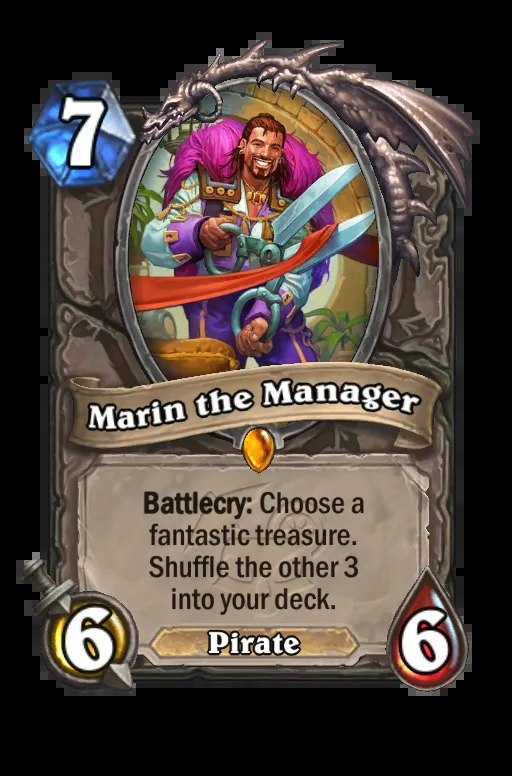 7
Marin the Manager
Battlecry: Choose a
fantastic treasure.
Shuffle the other 3
into your deck.
6
Pirate
6